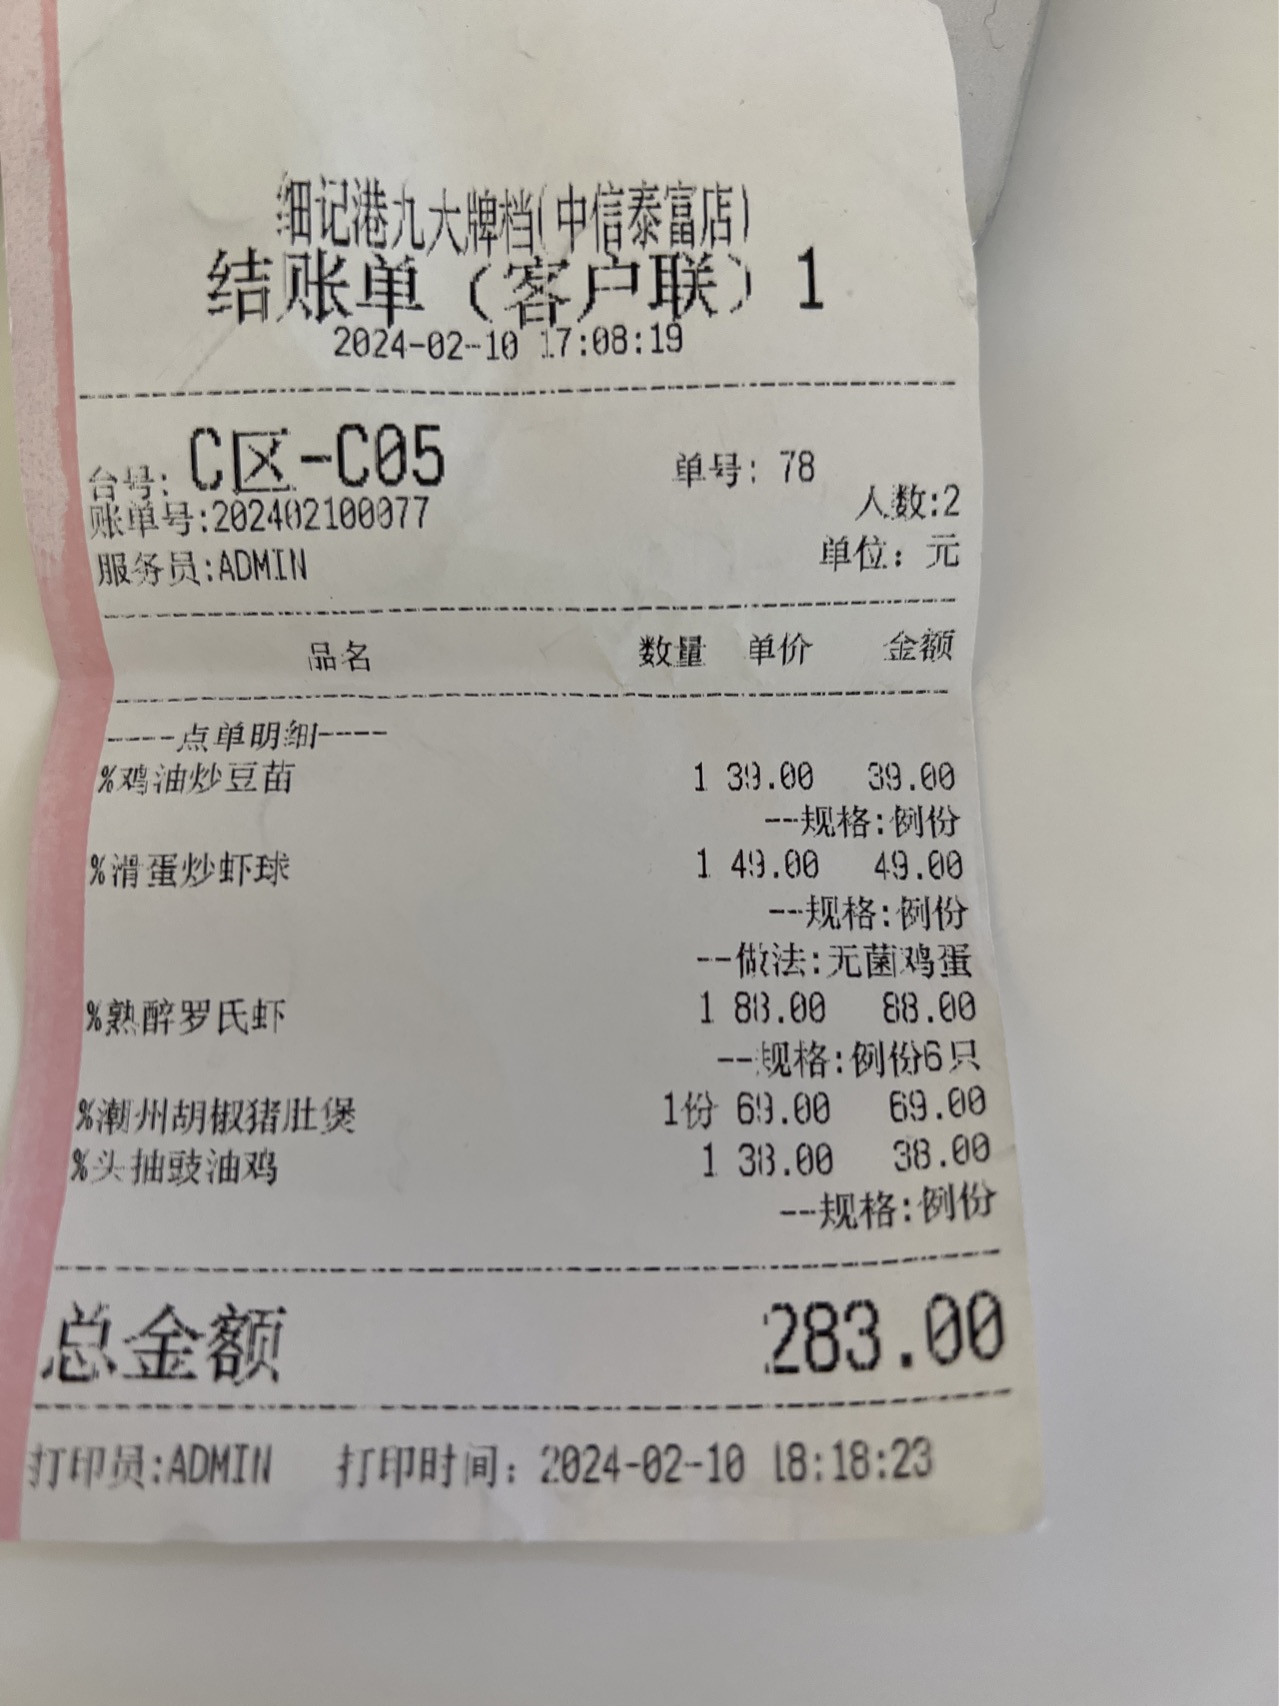 细记港九大牌档(中信泰富店)
结账单（客户联）1
2024-02-10 17:08:19
台号: C区-C05 单号: 78
人数:2
账单号:202402100077
服务员:ADMIN 单位: 元
品名 数量 单价 金额
----点单明细----
%鸡油炒豆苗 1 39.00 39.00
--规格:例份
%滑蛋炒虾球 1 49.00 49.00
--规格:例份
--做法:无菌鸡蛋
%熟醉罗氏虾 1 88.00 88.00
--规格:例份6只
%潮州胡椒猪肚煲 1份 69.00 69.00
%头抽豉油鸡 1 38.00 38.00
--规格:例份
总金额 283.00
打印员:ADMIN 打印时间: 2024-02-10 18:18:23